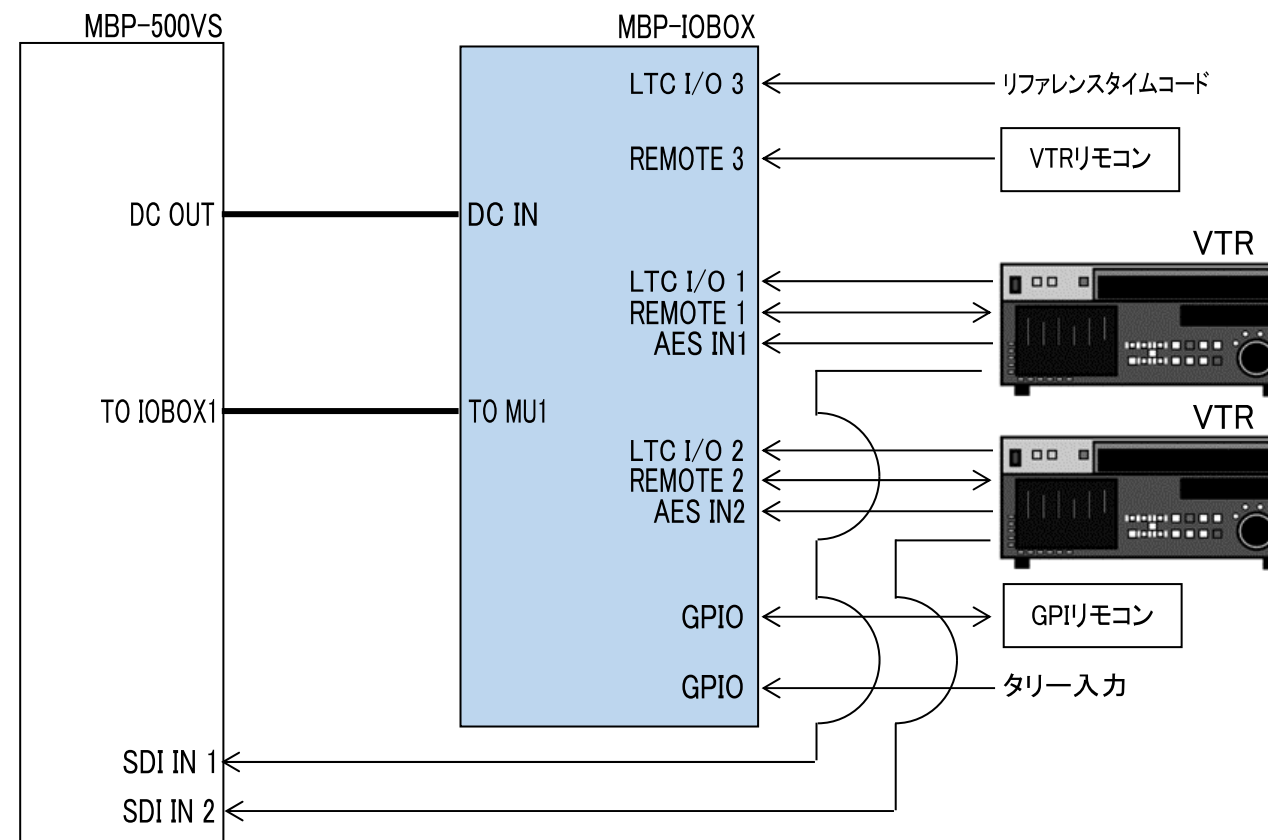 MBP-500VS
MBP-IOBOX
LTC I/O 3
リファレンスタイムコード
REMOTE 3
VTRリモコン
DC OUT
DC IN
VTR
LTC I/O 1
REMOTE 1
AES IN1
TO IOBOX1
TO MU1
VTR
LTC I/O 2
REMOTE 2
AES IN2
GPIO
GPIリモコン
GPIO
タリー入力
SDI IN 1
SDI IN 2